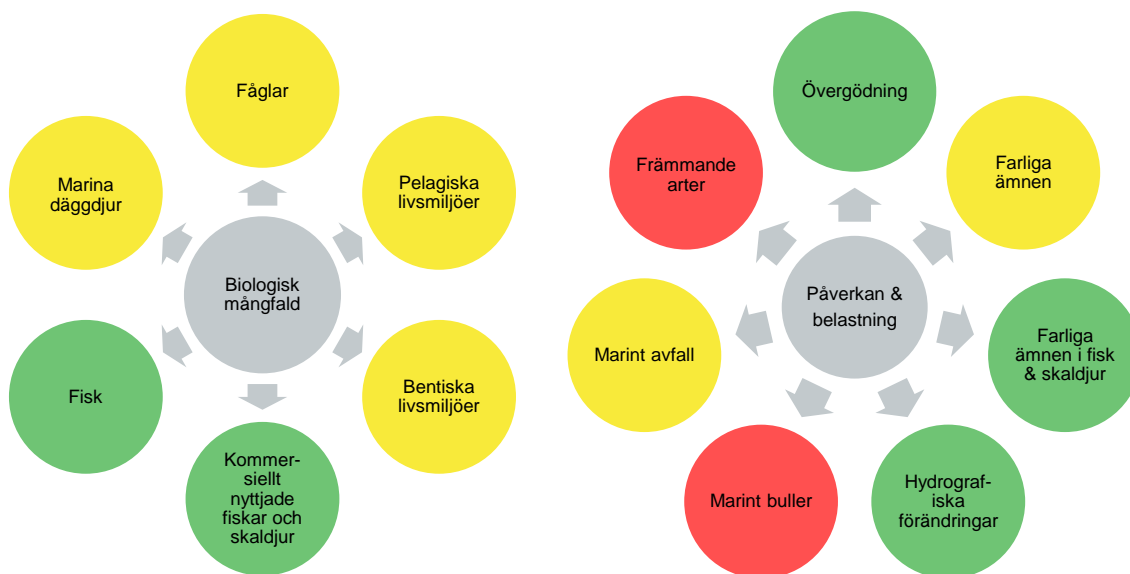 Fåglar
Pelagiska
livsmiljöer
Bentiska
livsmiljöer
Kommer-
siellt
nyttjade
fiskar och
skaldjur
Fisk
Marina
däggdjur
Biologisk
mångfald
Övergödning
Farliga
ämnen
Farliga
ämnen i fisk
& skaldjur
Hydrograf-
iska
förändringar
Marint buller
Marint avfall
Främmande
arter
Påverkan &
belastning